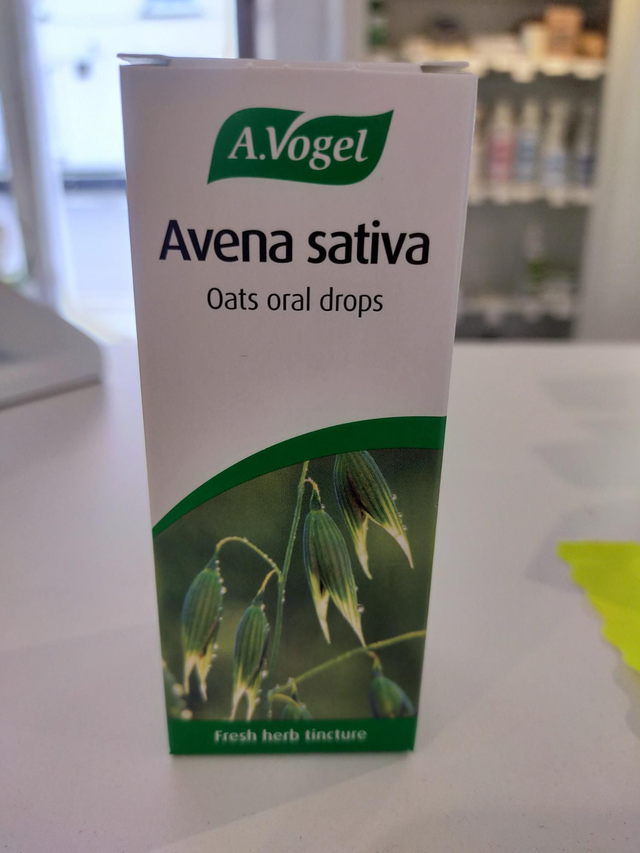 A.Vogel
Avena sativa
Oats oral drops
Fresh herb tincture